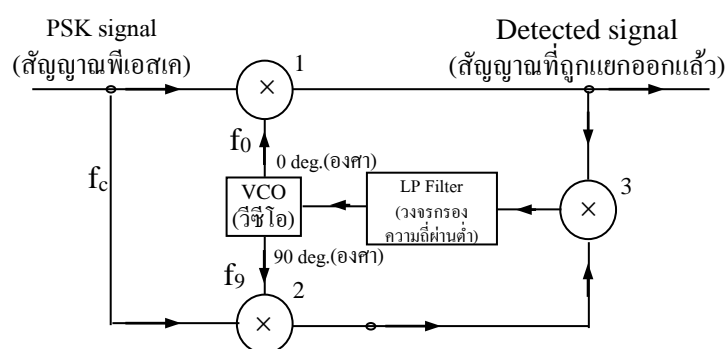 PSK signal
(สัญญาณพีเอสเค)
Detected signal
(สัญญาณที่ถูกแยกออกแล้ว)
1
×
f0
0 deg.(องศา)
fc
VCO
(วีซีโอ)
LP Filter
(วงจรกรอง
ความถี่ผ่านต่ำ)
3
×
90 deg.(องศา)
f9
2
×